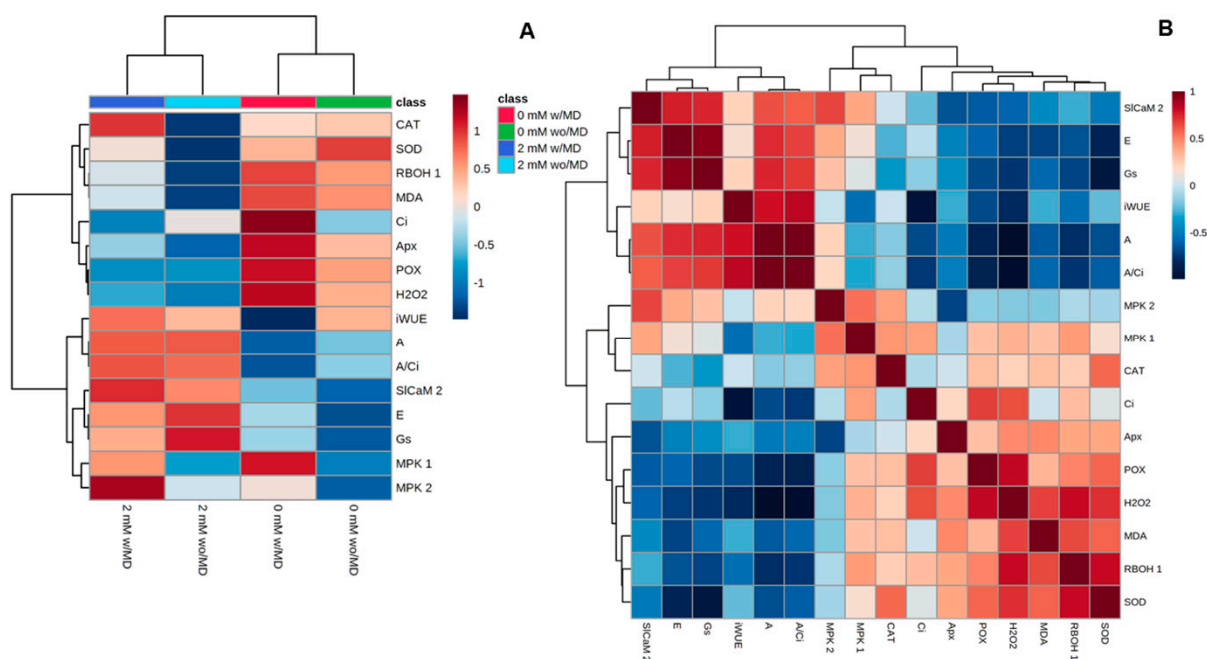 A
class
CAT
SOD
RBOH 1
MDA
Ci
Apx
POX
H2O2
iWUE
A
A/Ci
SlCaM 2
E
Gs
MPK 1
MPK 2
2 mM w/MD
2 mM wo/MD
0 mM w/MD
0 mM wo/MD
1
0.5
0
-0.5
-1
class
0 mM w/MD
0 mM wo/MD
2 mM w/MD
2 mM wo/MD
B
SlCaM 2
E
Gs
iWUE
A
A/Ci
MPK 2
MPK 1
CAT
Ci
Apx
POX
H2O2
MDA
RBOH 1
SOD
SlCaM 2
E
Gs
iWUE
A
A/Ci
MPK 2
MPK 1
CAT
Ci
Apx
POX
H2O2
MDA
RBOH 1
SOD
1
0.5
0
-0.5